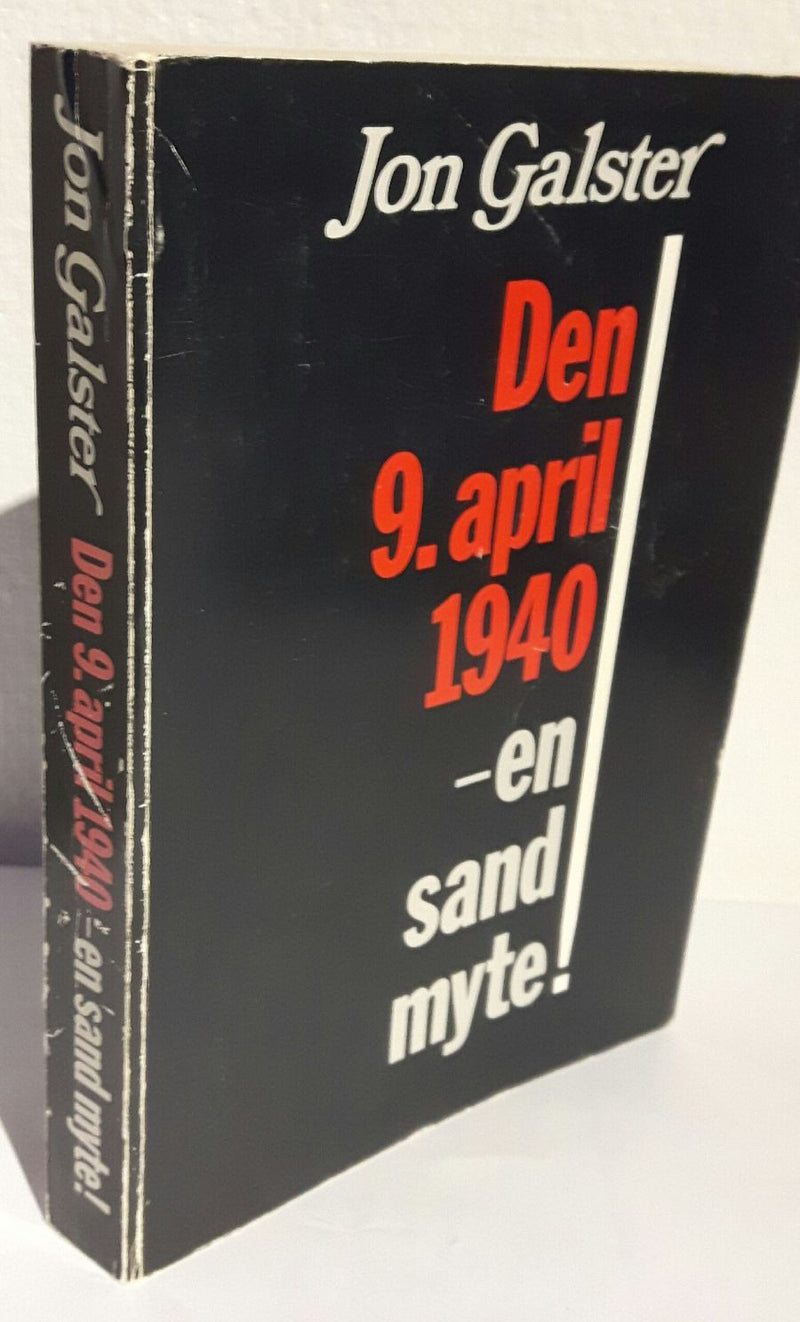 Jon Galster
Den
9. april
1940
–en
sand
myte!
Jon Galster Den 9. april 1940 – en sand myte!